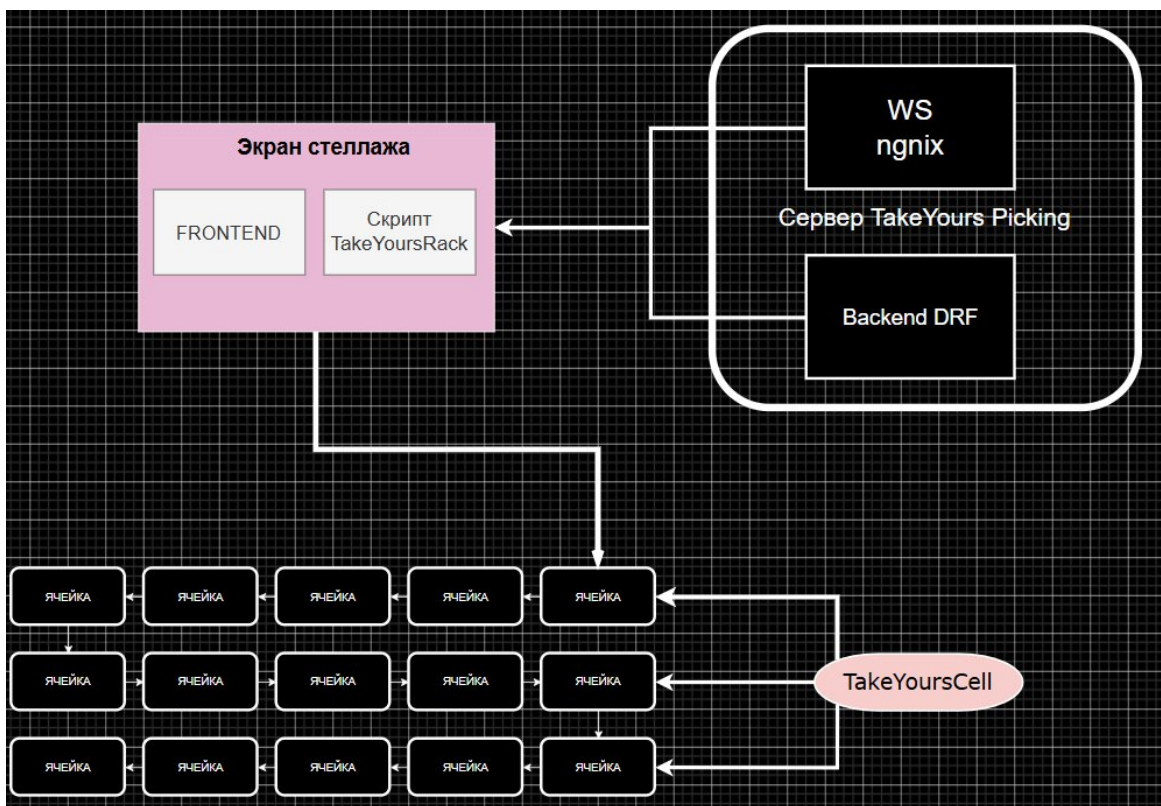 WS
ngnix
Экран стеллажа
FRONTEND
Скрипт
TakeYoursRack
Сервер TakeYours Picking
Backend DRF
ЯЧЕЙКА
ЯЧЕЙКА
ЯЧЕЙКА
ЯЧЕЙКА
ЯЧЕЙКА
ЯЧЕЙКА
ЯЧЕЙКА
ЯЧЕЙКА
ЯЧЕЙКА
ЯЧЕЙКА
TakeYoursCell
ЯЧЕЙКА
ЯЧЕЙКА
ЯЧЕЙКА
ЯЧЕЙКА
ЯЧЕЙКА